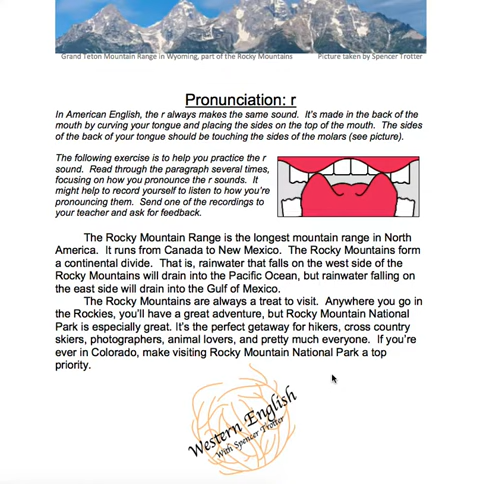 Grand Teton Mountain Range in Wyoming, part of the Rocky Mountains Picture taken by Spencer Trotter
Pronunciation: r
In American English, the r always makes the same sound. It's made in the back of the
mouth by curving your tongue and placing the sides on the top of the mouth. The sides
of the back of your tongue should be touching the sides of the molars (see picture).
The following exercise is to help you practice the r
sound. Read through the paragraph several times,
focusing on how you pronounce the r sounds. It
might help to record yourself to listen to how you're
pronouncing them. Send one of the recordings to
your teacher and ask for feedback.
The Rocky Mountain Range is the longest mountain range in North
America. It runs from Canada to New Mexico. The Rocky Mountains form
a continental divide. That is, rainwater that falls on the west side of the
Rocky Mountains will drain into the Pacific Ocean, but rainwater falling on
the east side will drain into the Gulf of Mexico.
The Rocky Mountains are always a treat to visit. Anywhere you go in
the Rockies, you'll have a great adventure, but Rocky Mountain National
Park is especially great. It's the perfect getaway for hikers, cross country
skiers, photographers, animal lovers, and pretty much everyone. If you're
ever in Colorado, make visiting Rocky Mountain National Park a top
priority.
Western English
With Spencer Trotter